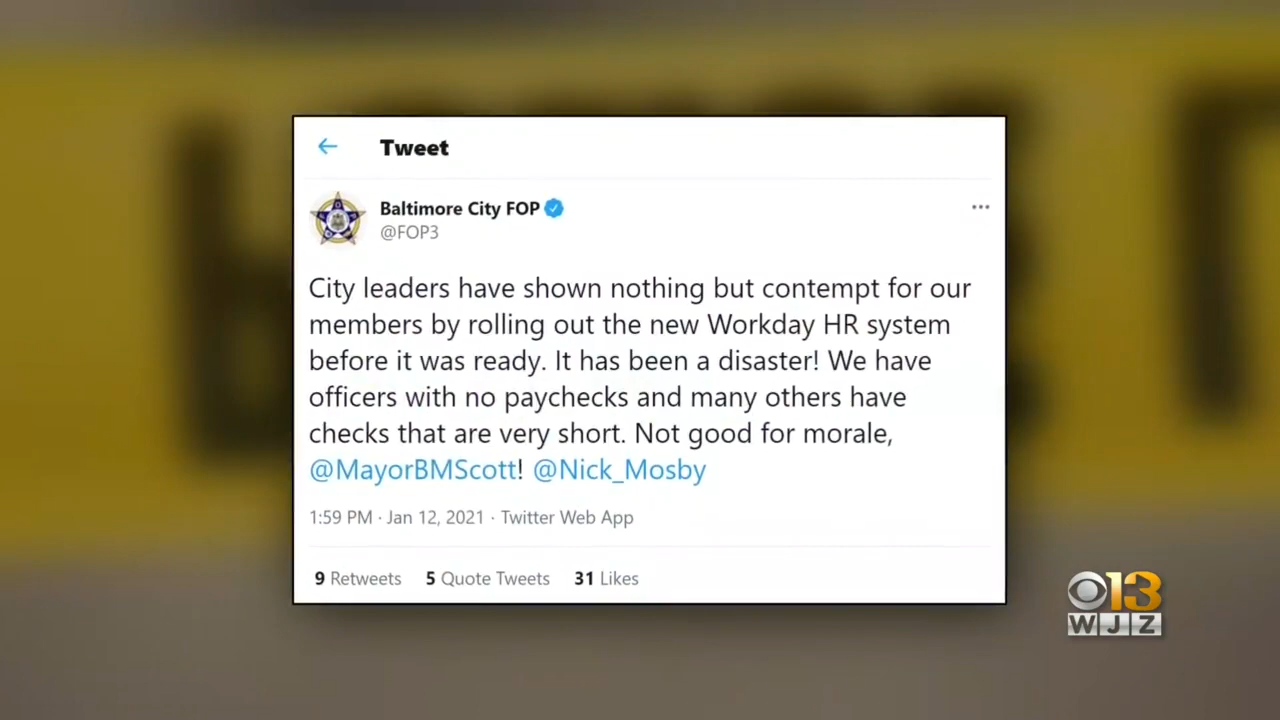 Tweet
Baltimore City FOP
@FOP3
City leaders have shown nothing but contempt for our
members by rolling out the new Workday HR system
before it was ready. It has been a disaster! We have
officers with no paychecks and many others have
checks that are very short. Not good for morale,
@MayorBMScott! @Nick_Mosby
1:59 PM · Jan 12, 2021 · Twitter Web App
9 Retweets 5 Quote Tweets 31 Likes
13
WJZ